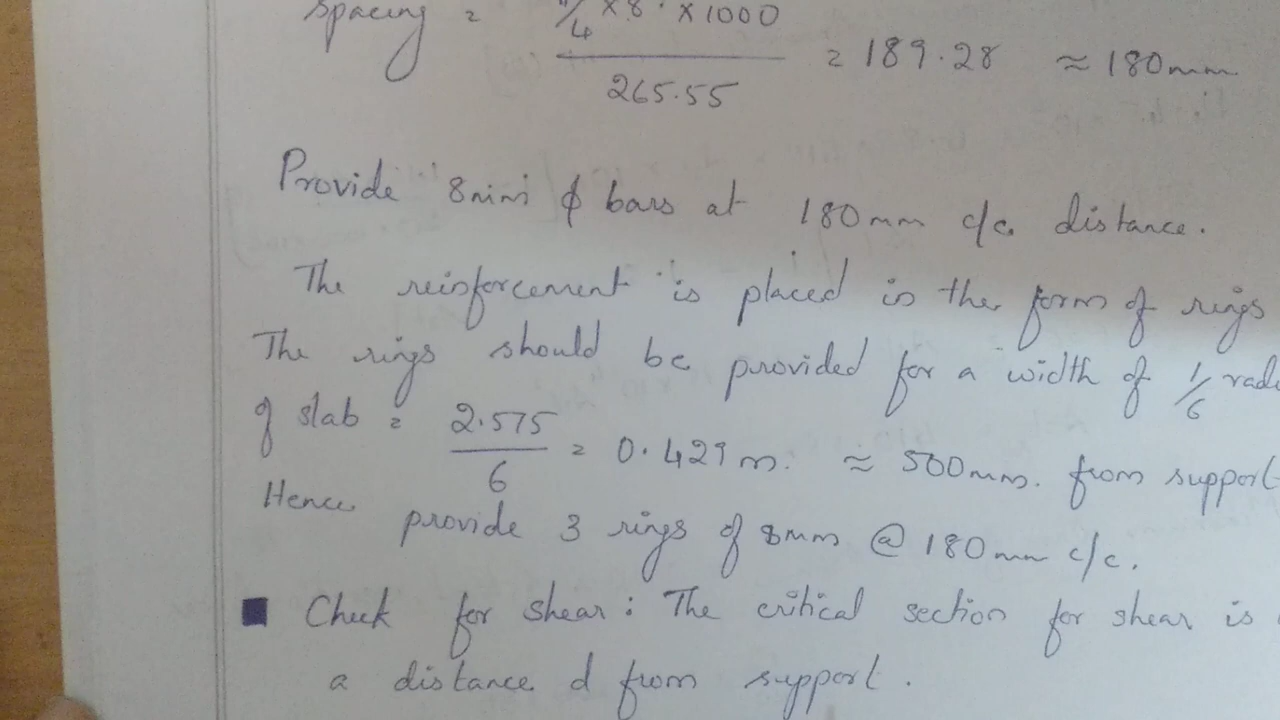 Spacing = π/4 × 8² × 1000 / 265.55 = 189.28 ≈ 180mm
Provide 8mm ϕ bars at 180mm c/c distance.
The reinforcement is placed in the form of rings
The rings should be provided for a width of 1/6 radi
of slab = 2.575 / 6 = 0.429 m. ≈ 500mm. from support
Hence provide 3 rings of 8mm @ 180mm c/c.
Check for shear : The critical section for shear is
a distance d from support.